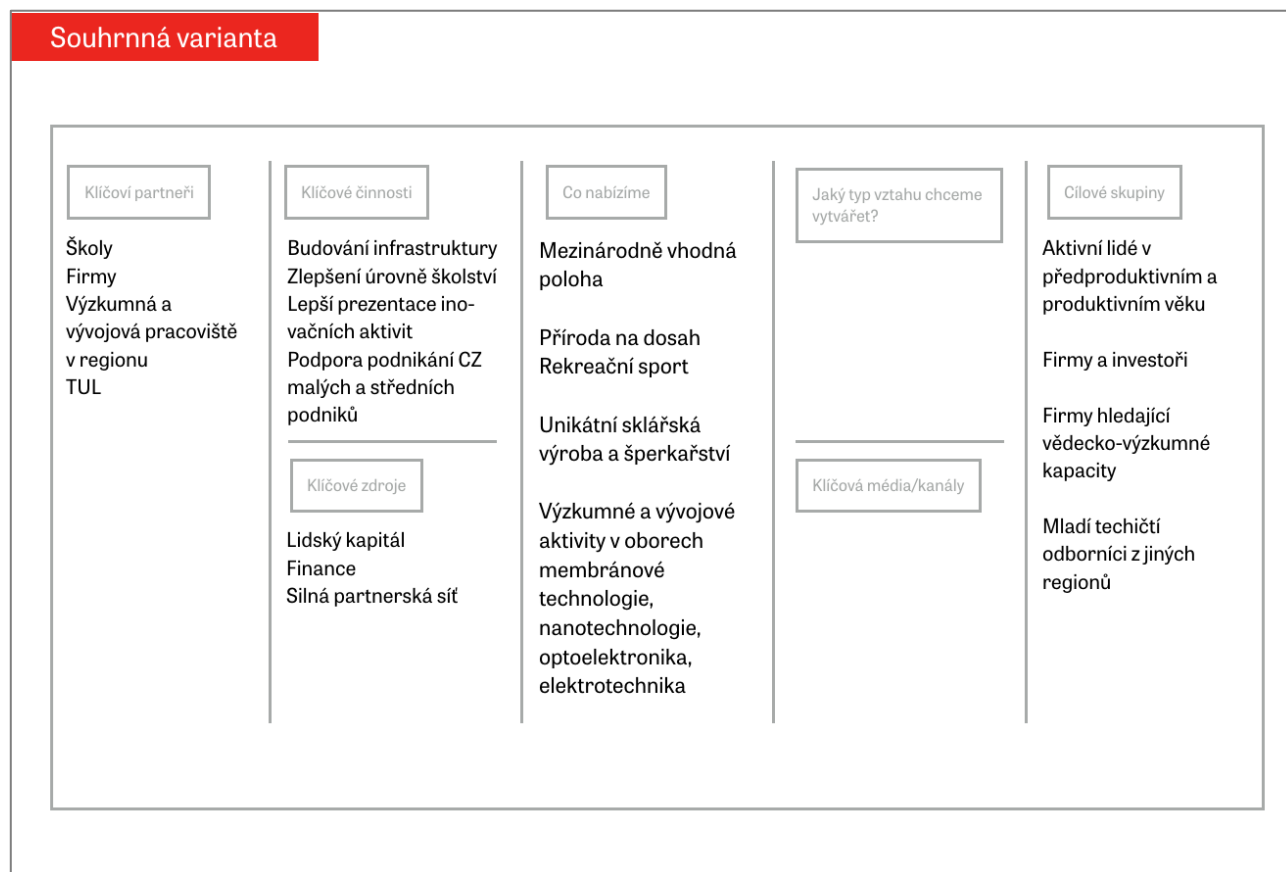 Souhrnná varianta
Klíčoví partneři
Školy
Firmy
Výzkumná a
vývojová pracoviště
v regionu
TUL
Klíčové činnosti
Budování infrastruktury
Zlepšení úrovně školství
Lepší prezentace ino-
vačních aktivit
Podpora podnikání CZ
malých a středních
podniků
Klíčové zdroje
Lidský kapitál
Finance
Silná partnerská síť
Co nabízíme
Mezinárodně vhodná
poloha
Příroda na dosah
Rekreační sport
Unikátní sklářská
výroba a šperkařství
Výzkumné a vývojové
aktivity v oborech
membránové
technologie,
nanotechnologie,
optoelektronika,
elektrotechnika
Jaký typ vztahu chceme
vytvářet?
Klíčová média/kanály
Cílové skupiny
Aktivní lidé v
předproduktivním a
produktivním věku
Firmy a investoři
Firmy hledající
vědecko-výzkumné
kapacity
Mladí techičtí
odborníci z jiných
regionů